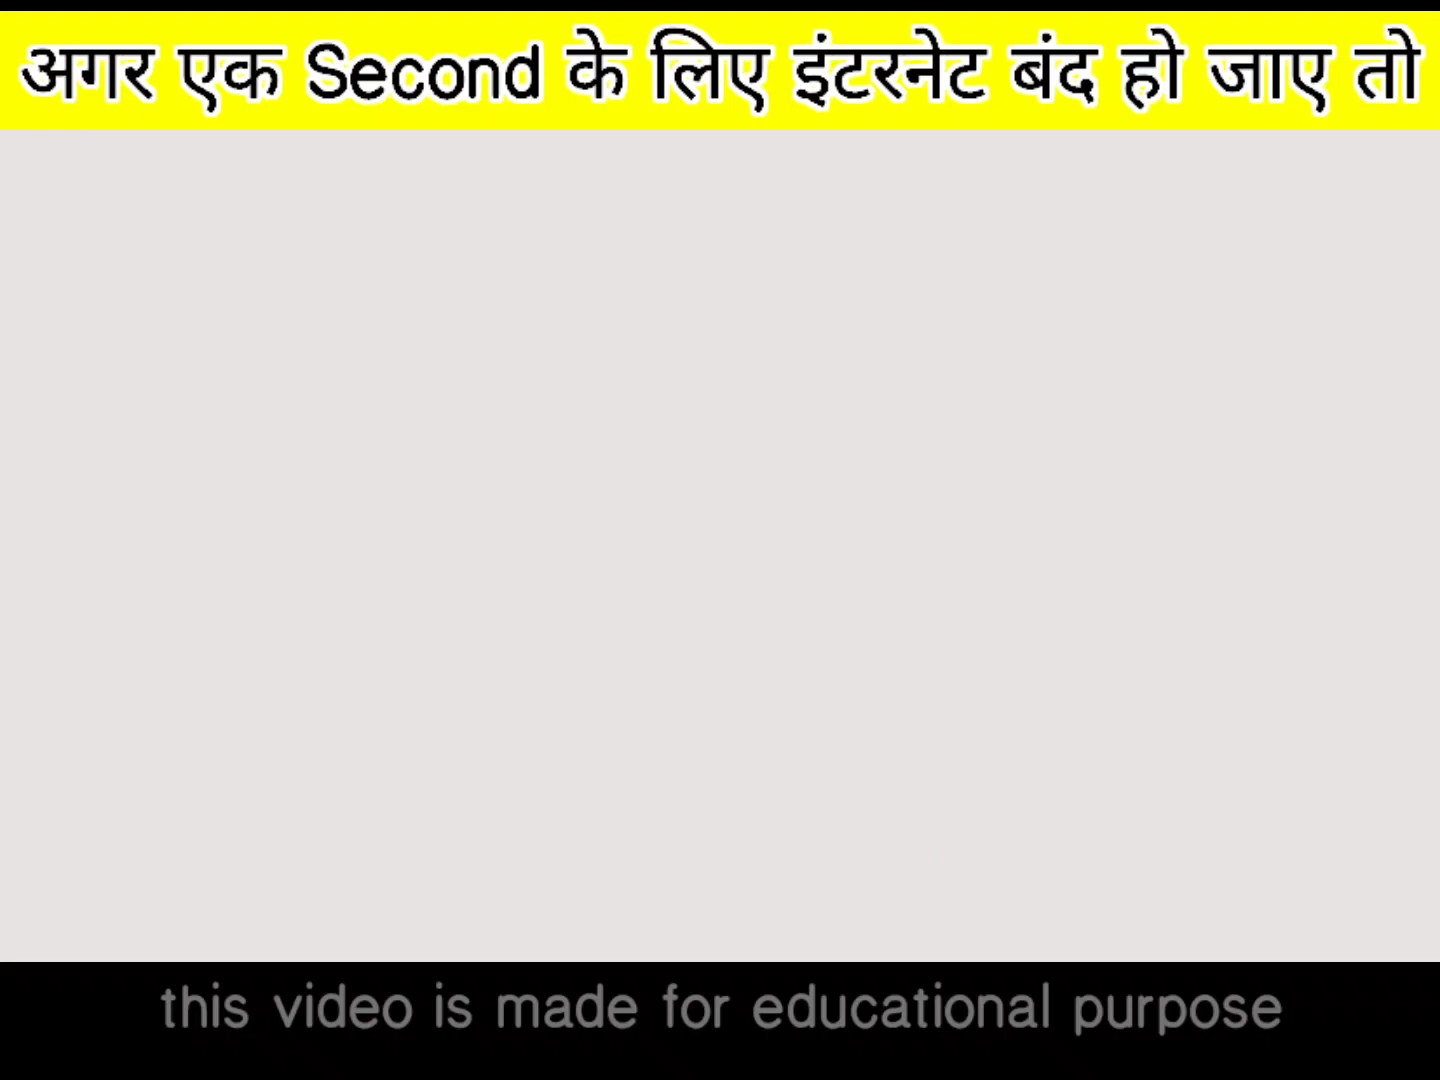 अगर एक Second के लिए इंटरनेट बंद हो जाए तो
this video is made for educational purpose